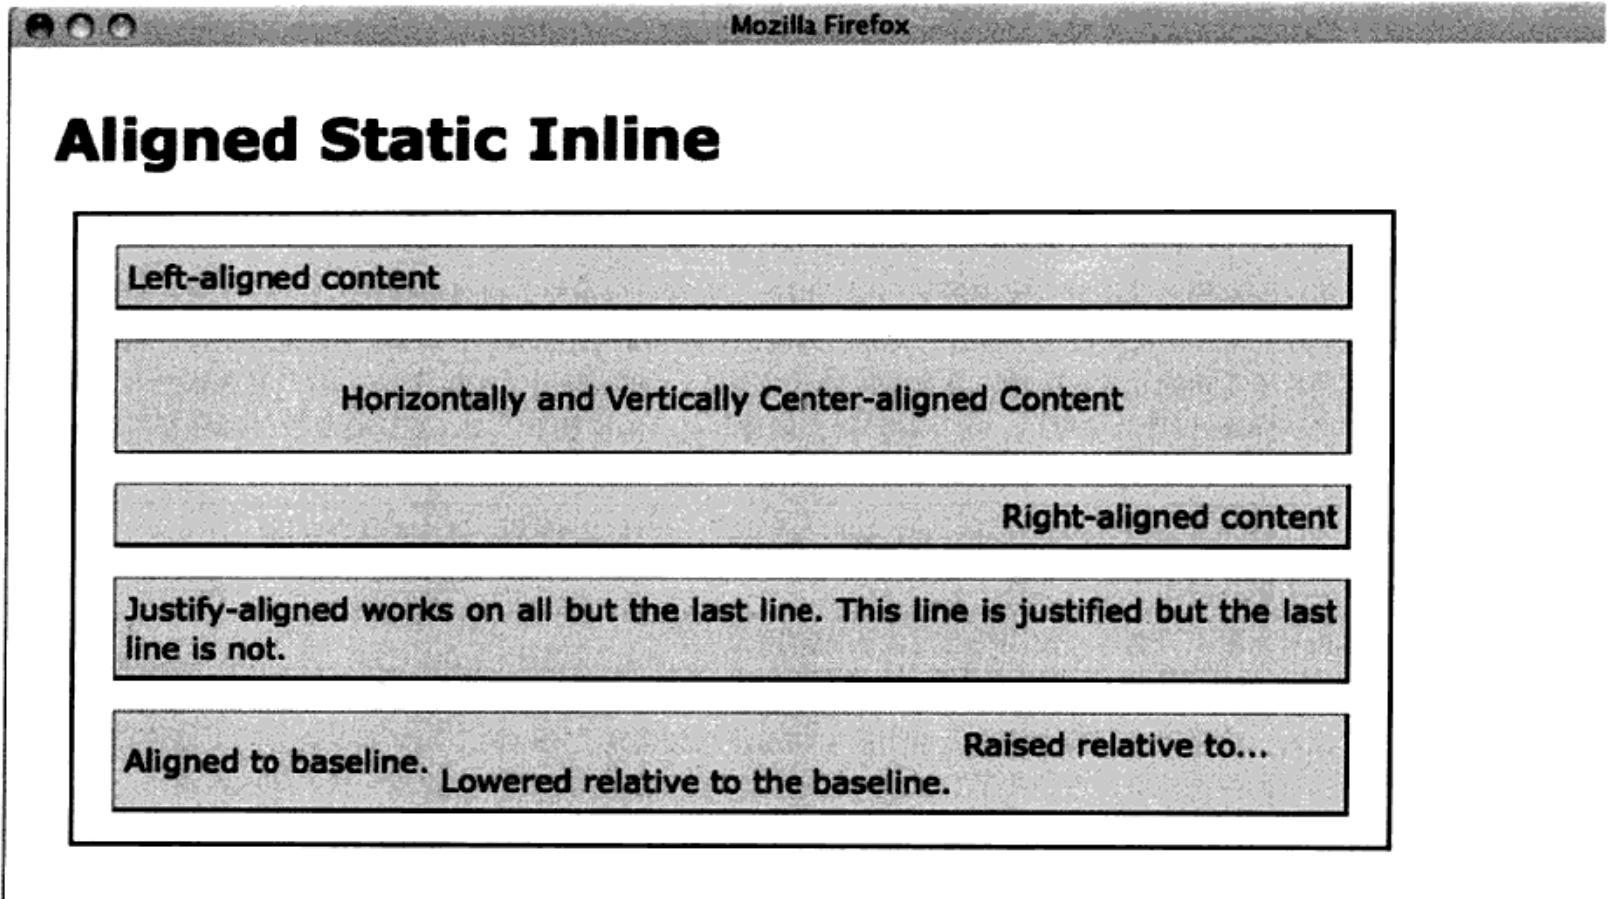 Mozilla Firefox
Aligned Static Inline
Left-aligned content
Horizontally and Vertically Center-aligned Content
Right-aligned content
Justify-aligned works on all but the last line. This line is justified but the last
line is not.
Aligned to baseline.
Lowered relative to the baseline.
Raised relative to...